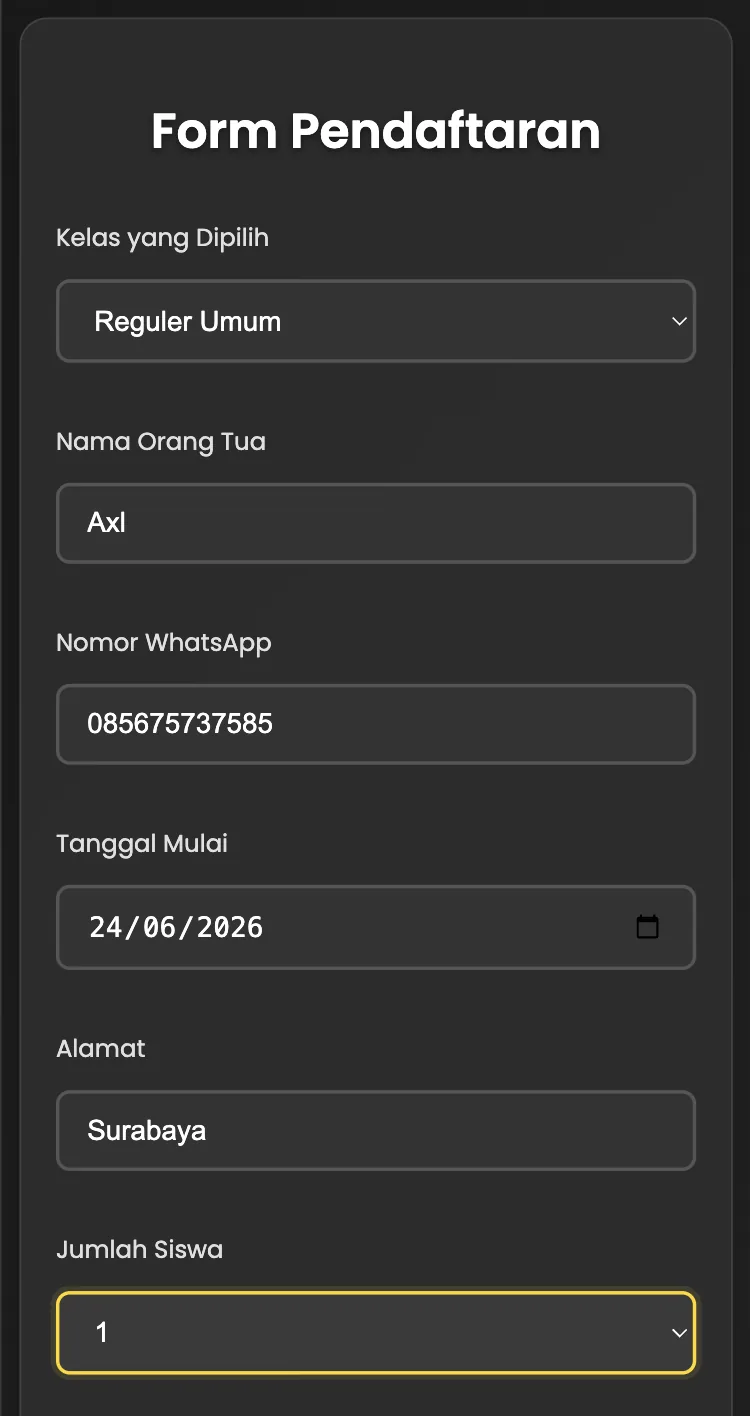 Form Pendaftaran
Kelas yang Dipilih
Reguler Umum
Nama Orang Tua
Axl
Nomor WhatsApp
085675737585
Tanggal Mulai
24/06/2026
Alamat
Surabaya
Jumlah Siswa
1